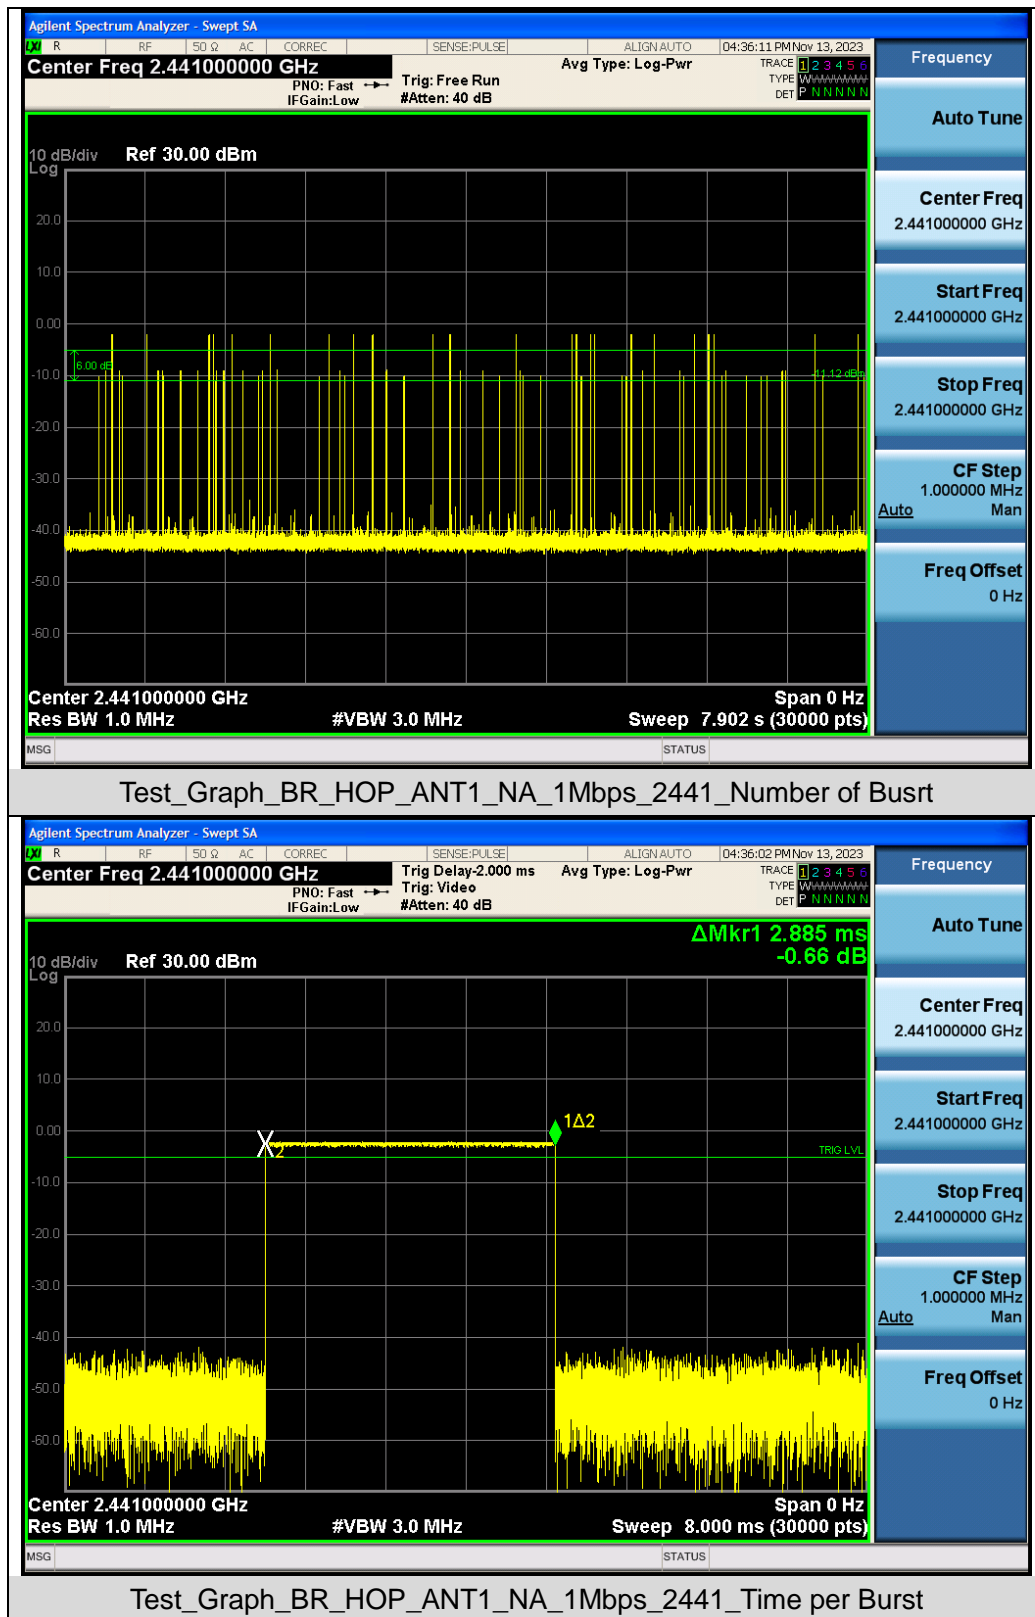 Agilent Spectrum Analyzer - Swept SA
LXI R RF 50 Ω AC CORREC SENSE:PULSE ALIGN AUTO 04:36:11 PM Nov 13, 2023
Center Freq 2.441000000 GHz Avg Type: Log-Pwr TRACE 1 2 3 4 5 6
PNO: Fast Trig: Free Run TYPE W
IFGain:Low #Atten: 40 dB DET P N N N N N
Frequency
Auto Tune
Center Freq
2.441000000 GHz
Start Freq
2.441000000 GHz
Stop Freq
2.441000000 GHz
CF Step
1.000000 MHz
Auto Man
Freq Offset
0 Hz
10 dB/div Ref 30.00 dBm
Log
20.0
10.0
0.00
6.00 dB
-11.12 dBm
-10.0
-20.0
-30.0
-40.0
-50.0
-60.0
Center 2.441000000 GHz Span 0 Hz
Res BW 1.0 MHz #VBW 3.0 MHz Sweep 7.902 s (30000 pts)
MSG STATUS
Test_Graph_BR_HOP_ANT1_NA_1Mbps_2441_Number of Busrt
Agilent Spectrum Analyzer - Swept SA
LXI R RF 50 Ω AC CORREC SENSE:PULSE ALIGN AUTO 04:36:02 PM Nov 13, 2023
Center Freq 2.441000000 GHz Trig Delay-2.000 ms Avg Type: Log-Pwr TRACE 1 2 3 4 5 6
PNO: Fast Trig: Video TYPE W
IFGain:Low #Atten: 40 dB DET P N N N N N
Frequency
Auto Tune
Center Freq
2.441000000 GHz
Start Freq
2.441000000 GHz
Stop Freq
2.441000000 GHz
CF Step
1.000000 MHz
Auto Man
Freq Offset
0 Hz
ΔMkr1 2.885 ms
-0.66 dB
10 dB/div Ref 30.00 dBm
Log
20.0
10.0
1Δ2
0.00
2
TRIG LVL
-10.0
-20.0
-30.0
-40.0
-50.0
-60.0
Center 2.441000000 GHz Span 0 Hz
Res BW 1.0 MHz #VBW 3.0 MHz Sweep 8.000 ms (30000 pts)
MSG STATUS
Test_Graph_BR_HOP_ANT1_NA_1Mbps_2441_Time per Burst